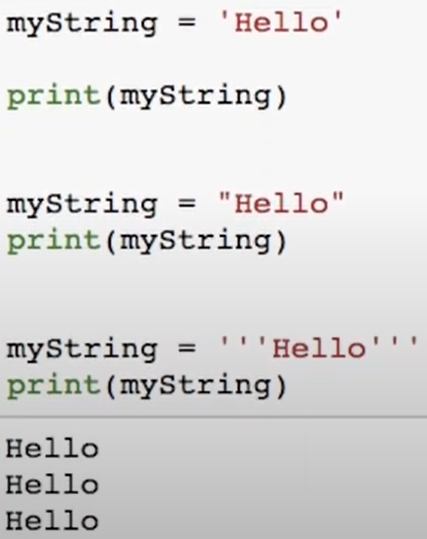 myString = 'Hello'
print(myString)
myString = "Hello"
print(myString)
myString = '''Hello'''
print(myString)
Hello
Hello
Hello